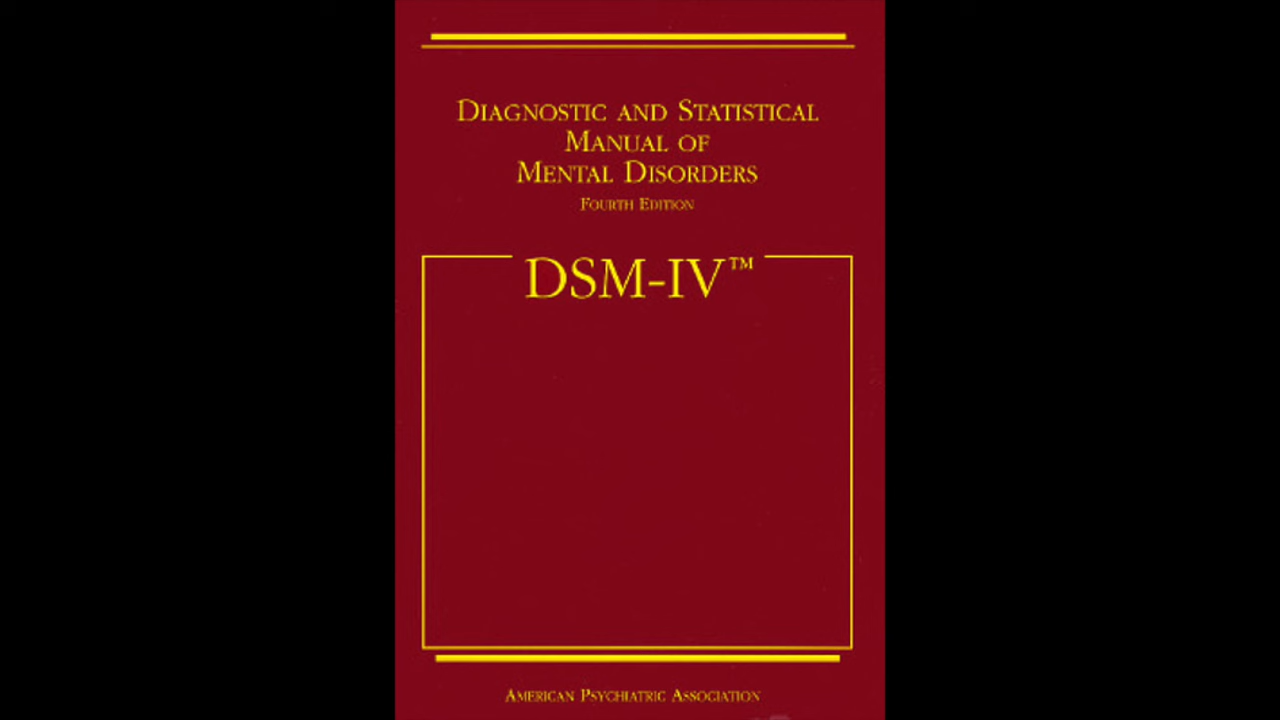 Diagnostic and Statistical
Manual of
Mental Disorders
Fourth Edition
DSM-IV™
American Psychiatric Association